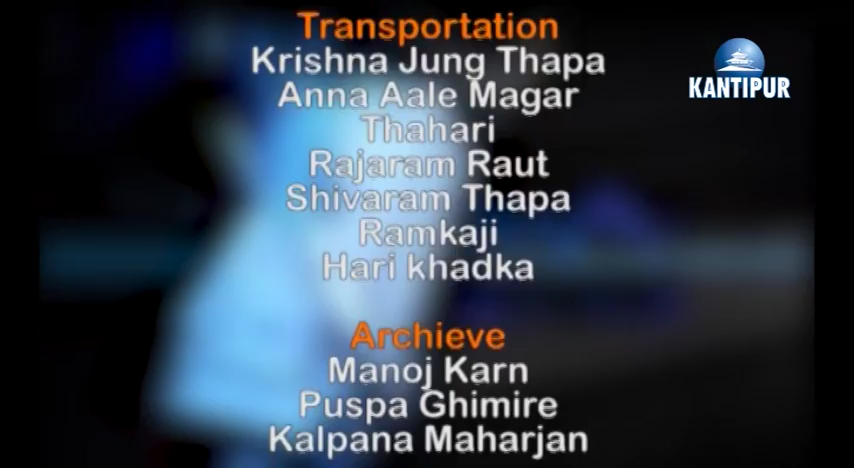 Transportation
Krishna Jung Thapa
Anna Aale Magar
Thahari
Rajaram Raut
Shivaram Thapa
Ramkaji
Hari khadka
Archieve
Manoj Karn
Puspa Ghimire
Kalpana Maharjan
KANTIPUR